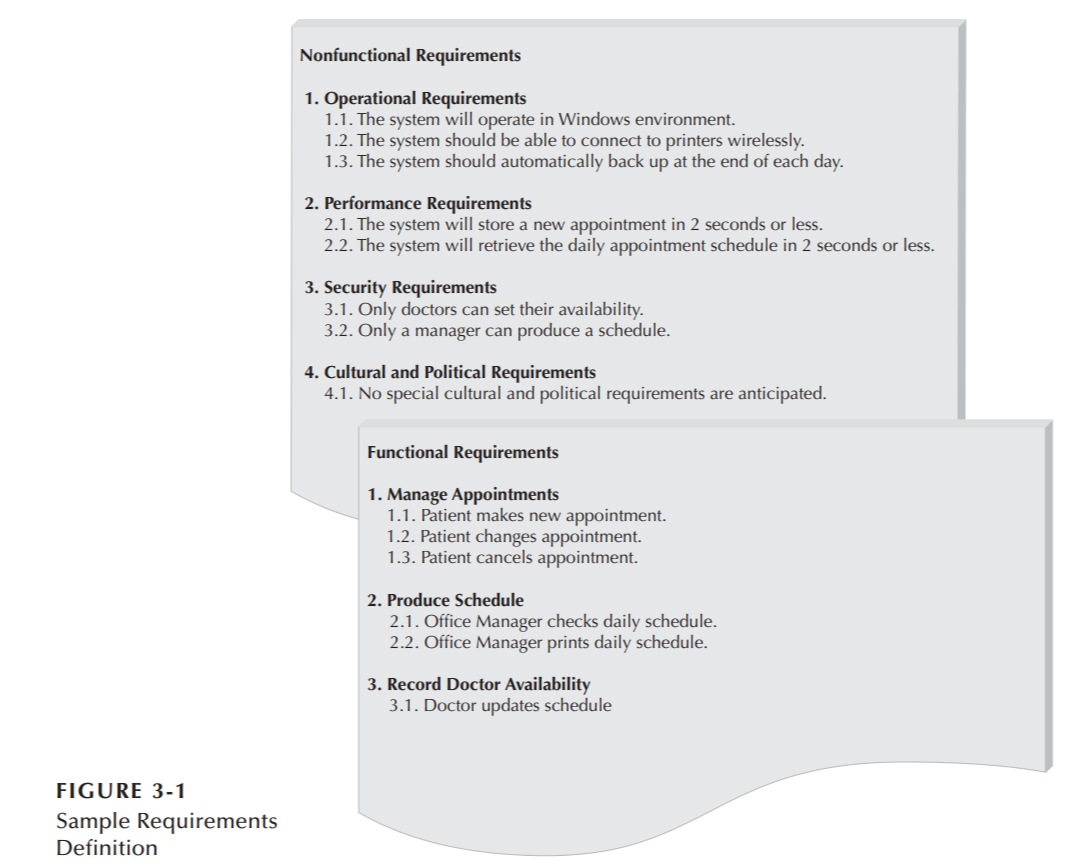 Nonfunctional Requirements
1. Operational Requirements
1.1. The system will operate in Windows environment.
1.2. The system should be able to connect to printers wirelessly.
1.3. The system should automatically back up at the end of each day.
2. Performance Requirements
2.1. The system will store a new appointment in 2 seconds or less.
2.2. The system will retrieve the daily appointment schedule in 2 seconds or less.
3. Security Requirements
3.1. Only doctors can set their availability.
3.2. Only a manager can produce a schedule.
4. Cultural and Political Requirements
4.1. No special cultural and political requirements are anticipated.
Functional Requirements
1. Manage Appointments
1.1. Patient makes new appointment.
1.2. Patient changes appointment.
1.3. Patient cancels appointment.
2. Produce Schedule
2.1. Office Manager checks daily schedule.
2.2. Office Manager prints daily schedule.
3. Record Doctor Availability
3.1. Doctor updates schedule
FIGURE 3-1
Sample Requirements
Definition